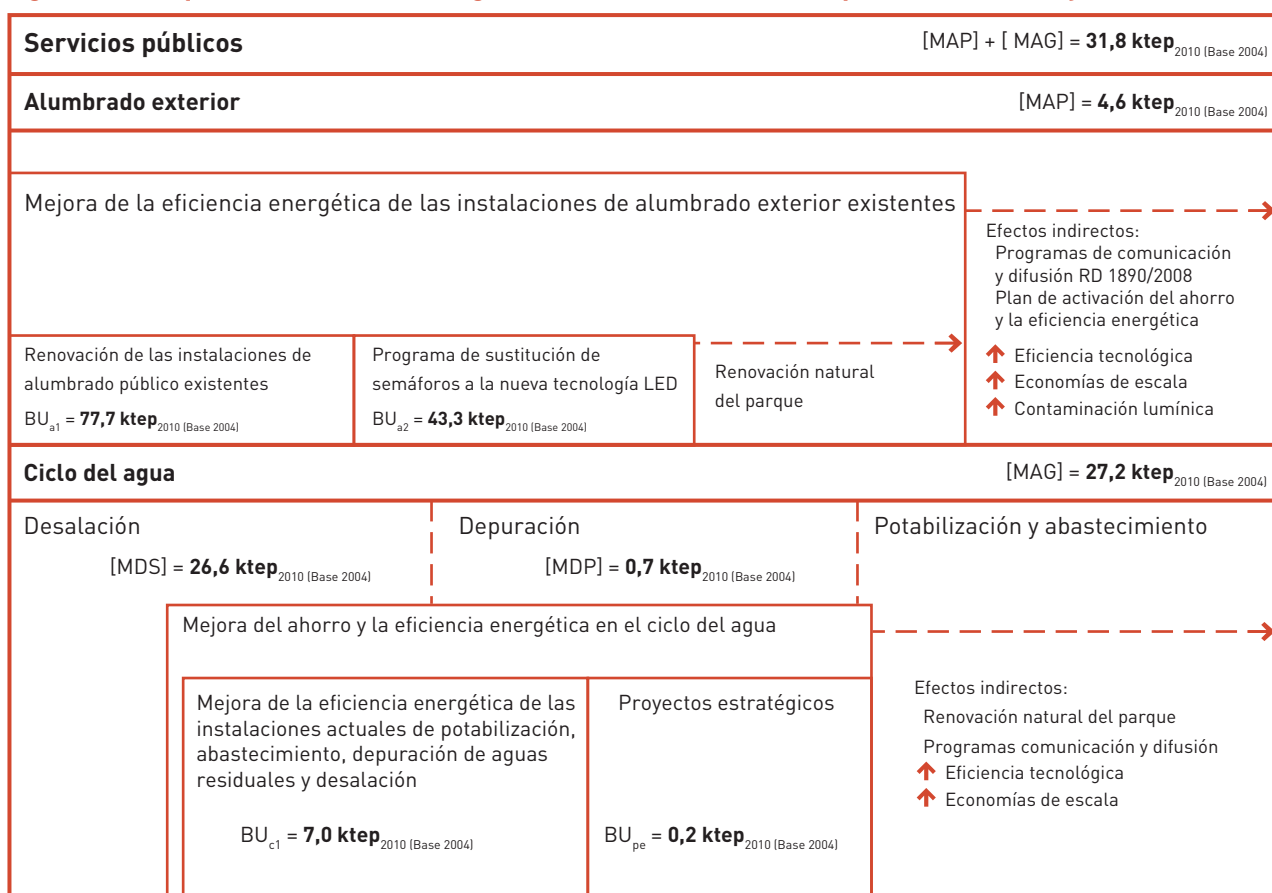 Servicios públicos
[MAP] + [ MAG] = 31,8 ktep2010 (Base 2004)
Alumbrado exterior
[MAP] = 4,6 ktep2010 (Base 2004)
Mejora de la eficiencia energética de las instalaciones de alumbrado exterior existentes
Efectos indirectos:
Programas de comunicación
y difusión RD 1890/2008
Plan de activación del ahorro
y la eficiencia energética
Eficiencia tecnológica
Economías de escala
Contaminación lumínica
Renovación de las instalaciones de
alumbrado público existentes
BUa1 = 77,7 ktep2010 (Base 2004)
Programa de sustitución de
semáforos a la nueva tecnología LED
BUa2 = 43,3 ktep2010 (Base 2004)
Renovación natural
del parque
Ciclo del agua
[MAG] = 27,2 ktep2010 (Base 2004)
Desalación
[MDS] = 26,6 ktep2010 (Base 2004)
Depuración
[MDP] = 0,7 ktep2010 (Base 2004)
Potabilización y abastecimiento
Mejora del ahorro y la eficiencia energética en el ciclo del agua
Mejora de la eficiencia energética de las
instalaciones actuales de potabilización,
abastecimiento, depuración de aguas
residuales y desalación
BUc1 = 7,0 ktep2010 (Base 2004)
Proyectos estratégicos
BUpe = 0,2 ktep2010 (Base 2004)
Efectos indirectos:
Renovación natural del parque
Programas comunicación y difusión
Eficiencia tecnológica
Economías de escala